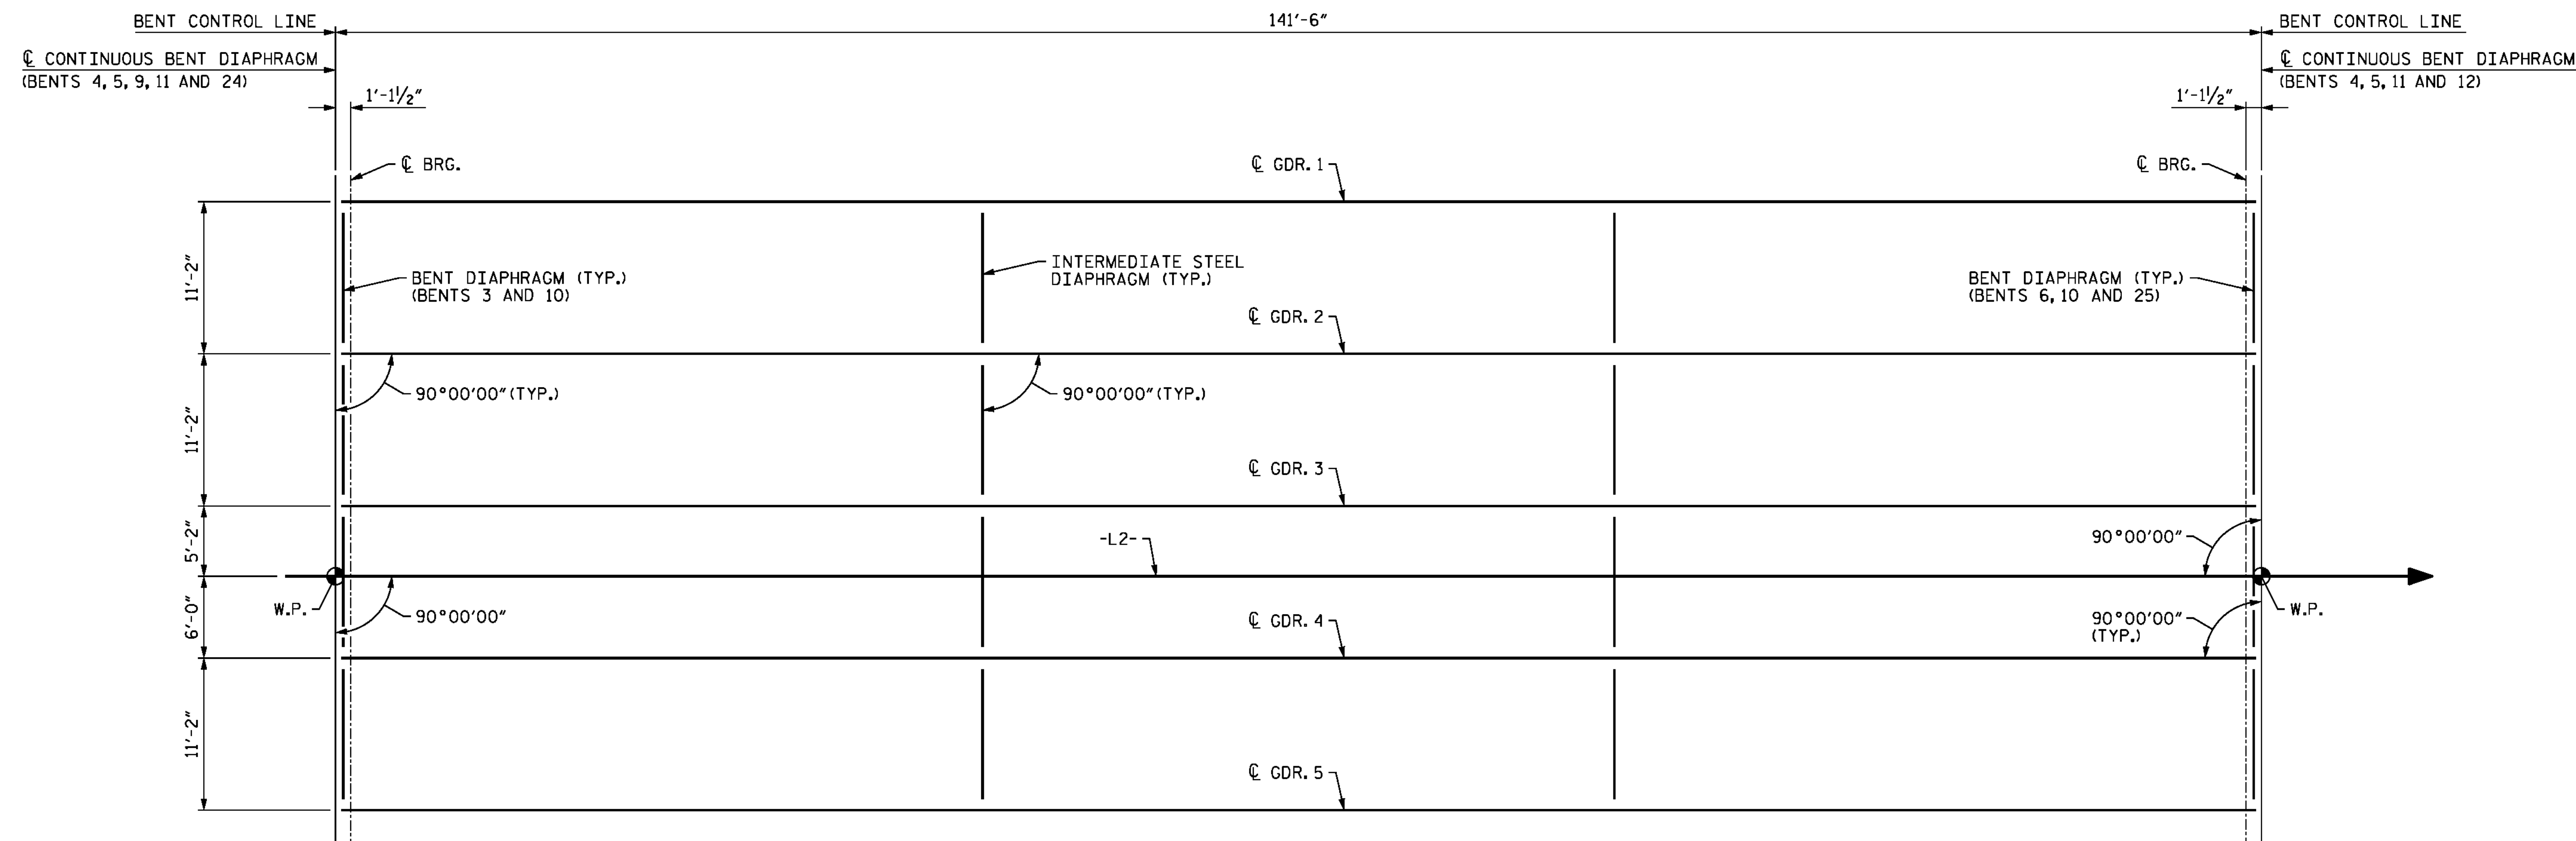 BENT CONTROL LINE
141'-6"
BENT CONTROL LINE
℄ CONTINUOUS BENT DIAPHRAGM
(BENTS 4, 5, 9, 11 AND 24)
℄ CONTINUOUS BENT DIAPHRAGM
(BENTS 4, 5, 11 AND 12)
1'-1½"
1'-1½"
℄ BRG.
℄ GDR. 1
℄ BRG.
11'-2"
BENT DIAPHRAGM (TYP.)
(BENTS 3 AND 10)
INTERMEDIATE STEEL
DIAPHRAGM (TYP.)
BENT DIAPHRAGM (TYP.)
(BENTS 6, 10 AND 25)
℄ GDR. 2
11'-2"
90°00'00" (TYP.)
90°00'00" (TYP.)
℄ GDR. 3
5'-2"
-L2-
90°00'00"
W.P.
6'-0"
90°00'00"
℄ GDR. 4
90°00'00"
(TYP.)
W.P.
11'-2"
℄ GDR. 5